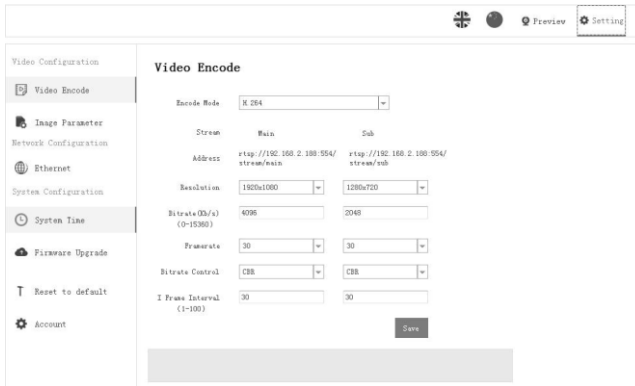 Preview
Setting
Video Configuration
Video Encode
Image Parameter
Network Configuration
Ethernet
System Configuration
System Time
Firmware Upgrade
Reset to default
Account
Video Encode
Encode Mode H.264
Stream Main Sub
Address rtsp://192.168.2.188:554/ rtsp://192.168.2.188:554/
stream/main stream/sub
Resolution 1920x1080 1280x720
Bitrate(Kb/s) 4096 2048
(0-15360)
Framerate 30 30
Bitrate Control CBR CBR
I Frame Interval 30 30
(1-100)
Save